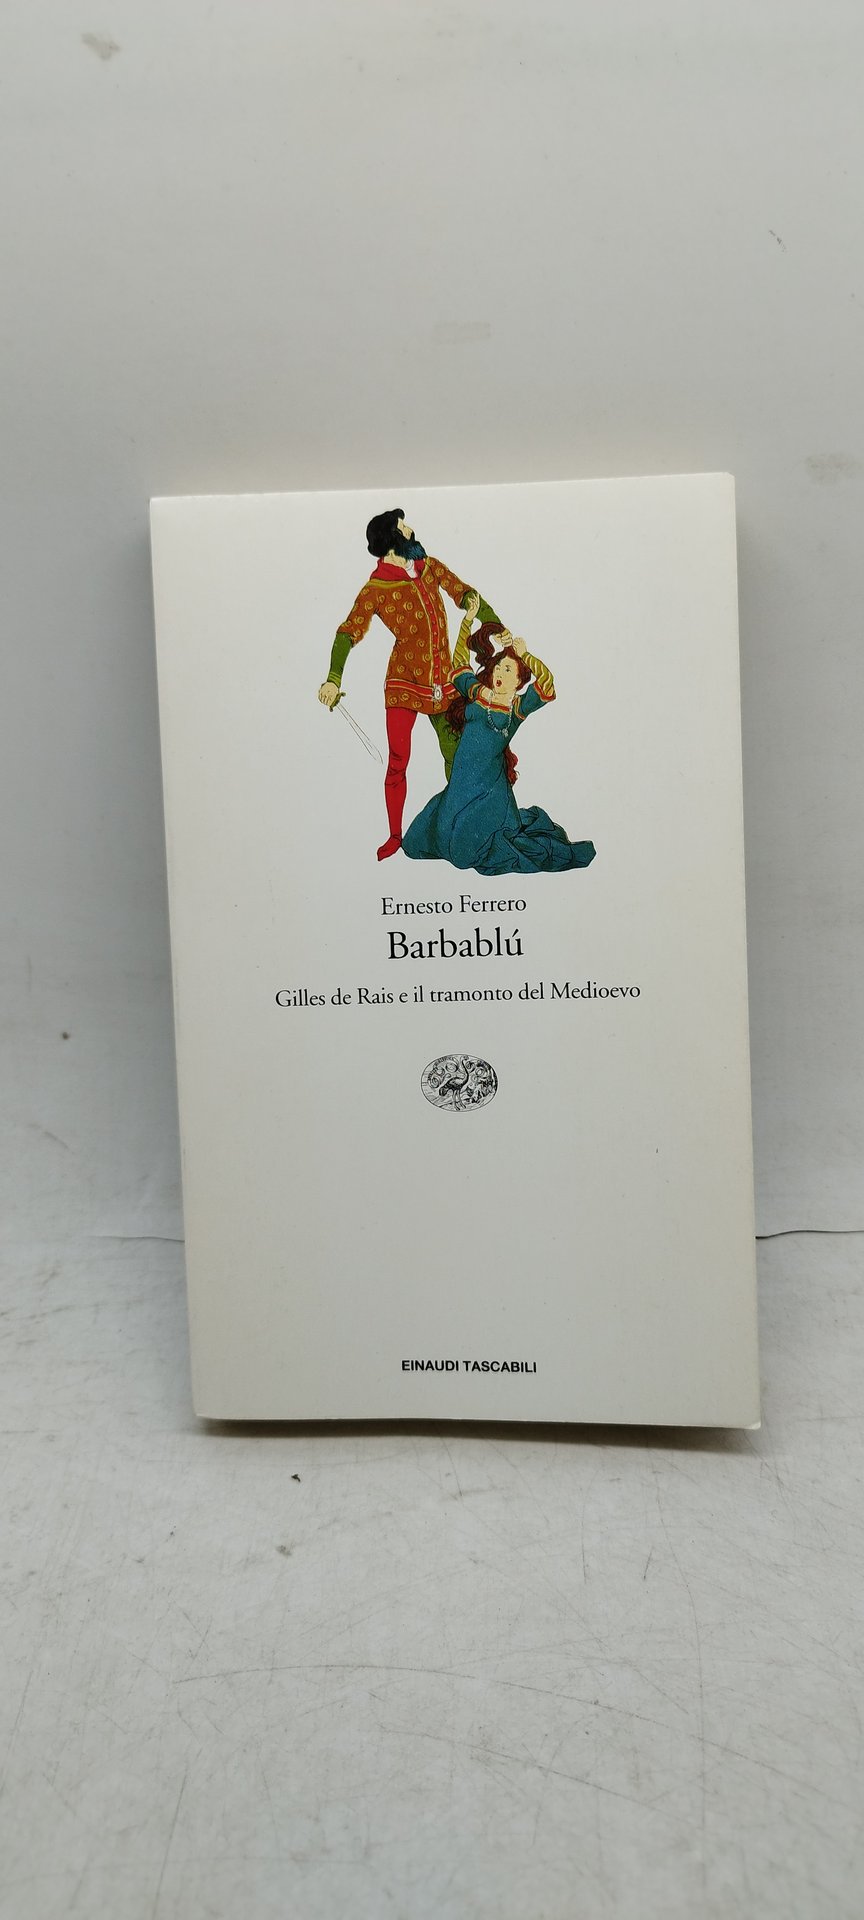 Ernesto Ferrero
Barbablú
Gilles de Rais e il tramonto del Medioevo
EINAUDI TASCABILI